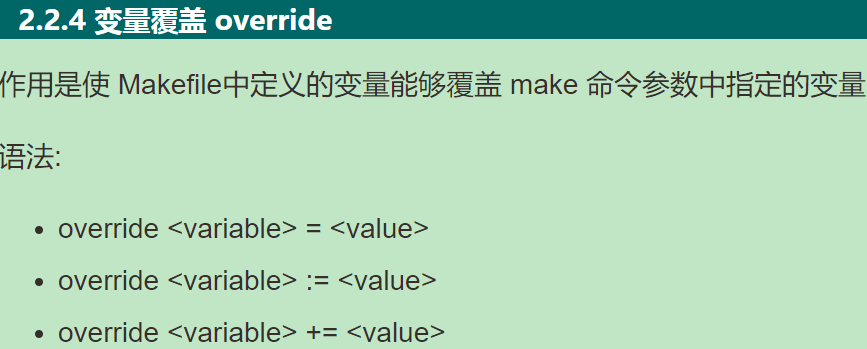 2.2.4 变量覆盖 override
作用是使 Makefile中定义的变量能够覆盖 make 命令参数中指定的变量
语法:
• override <variable> = <value>
• override <variable> := <value>
• override <variable> += <value>